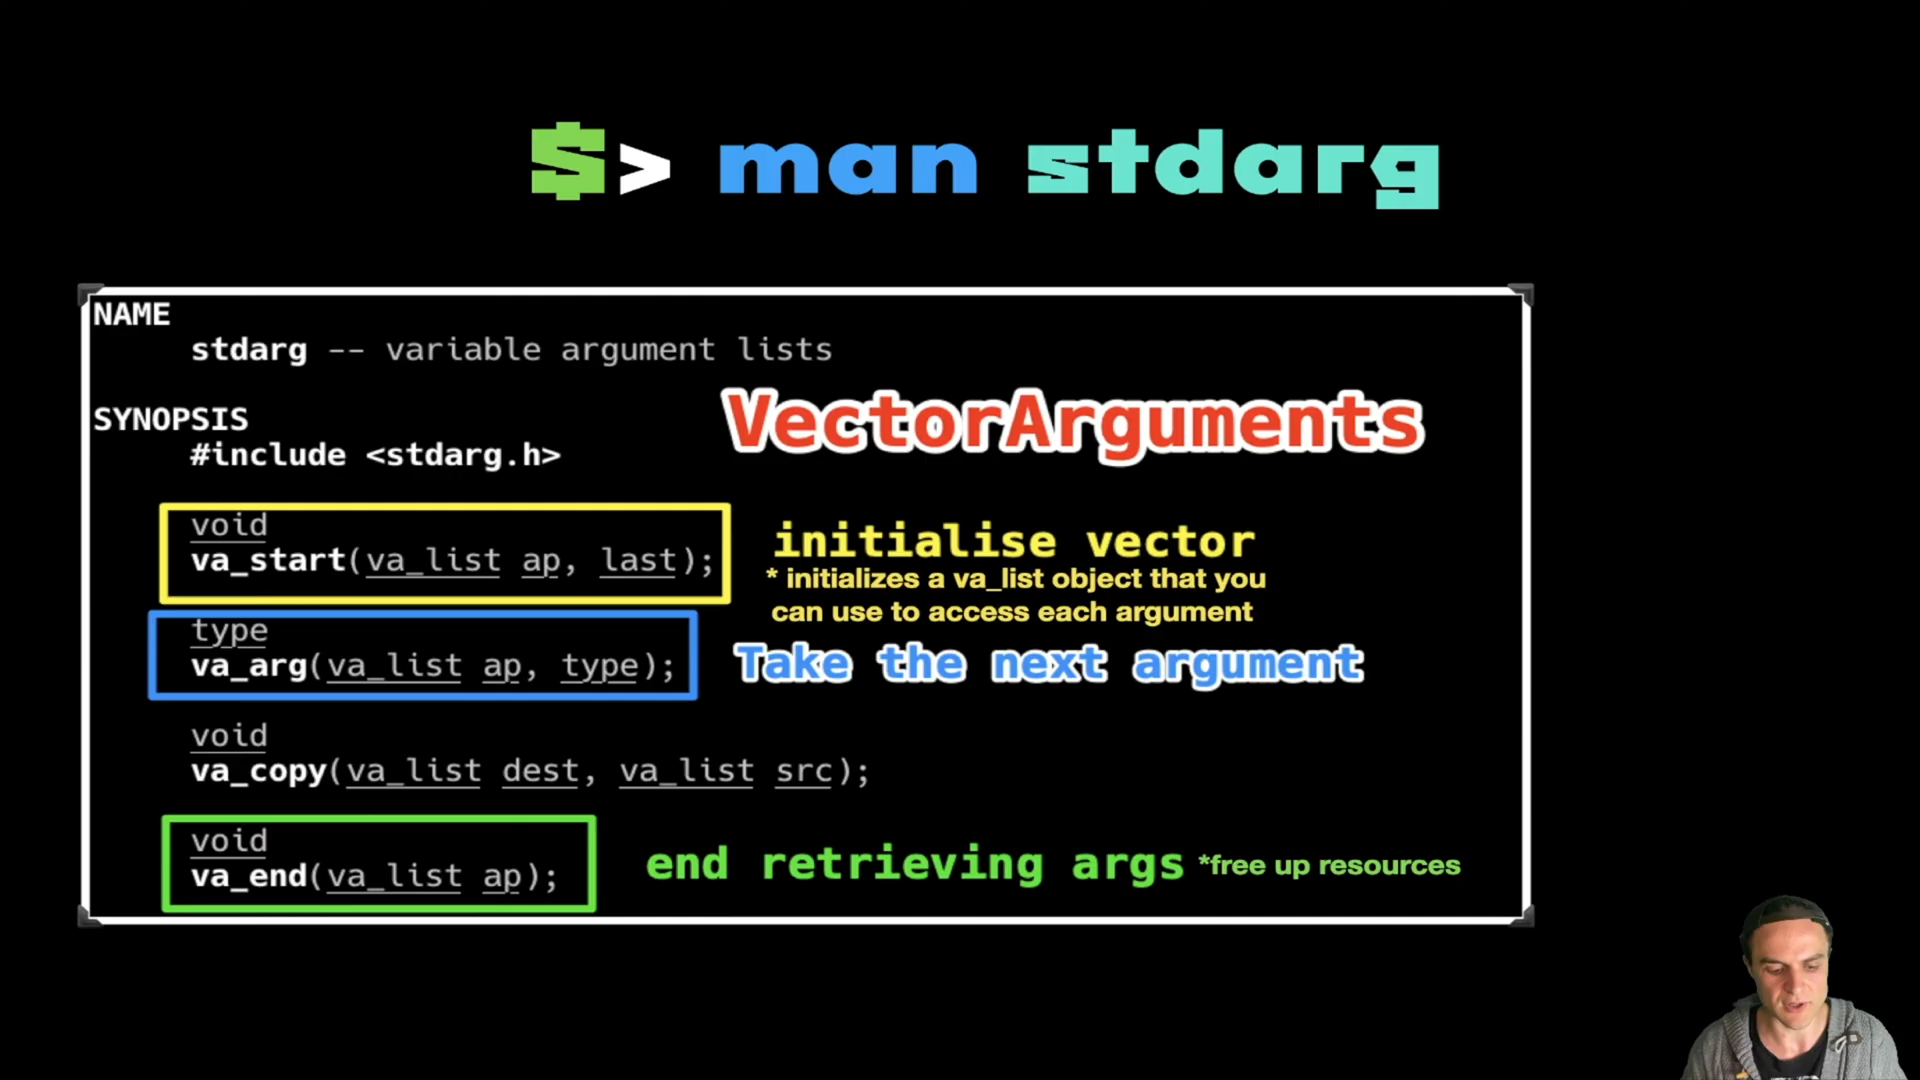 $> man stdarg
NAME
stdarg -- variable argument lists
VectorArguments
SYNOPSIS
#include <stdarg.h>
void
va_start(va_list ap, last);
initialise vector
* initializes a va_list object that you
can use to access each argument
type
va_arg(va_list ap, type);
Take the next argument
void
va_copy(va_list dest, va_list src);
void
va_end(va_list ap);
end retrieving args *free up resources